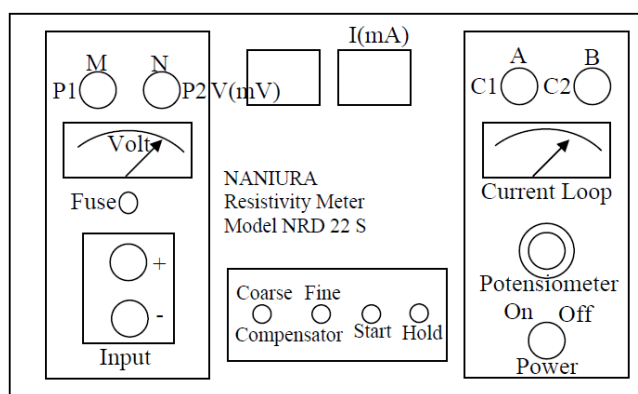 M N
P1 P2
Volt
Fuse
+
-
Input
V(mV)
I(mA)
NANIURA
Resistivity Meter
Model NRD 22 S
Coarse Fine
Compensator Start Hold
A B
C1 C2
Current Loop
Potensiometer
On Off
Power